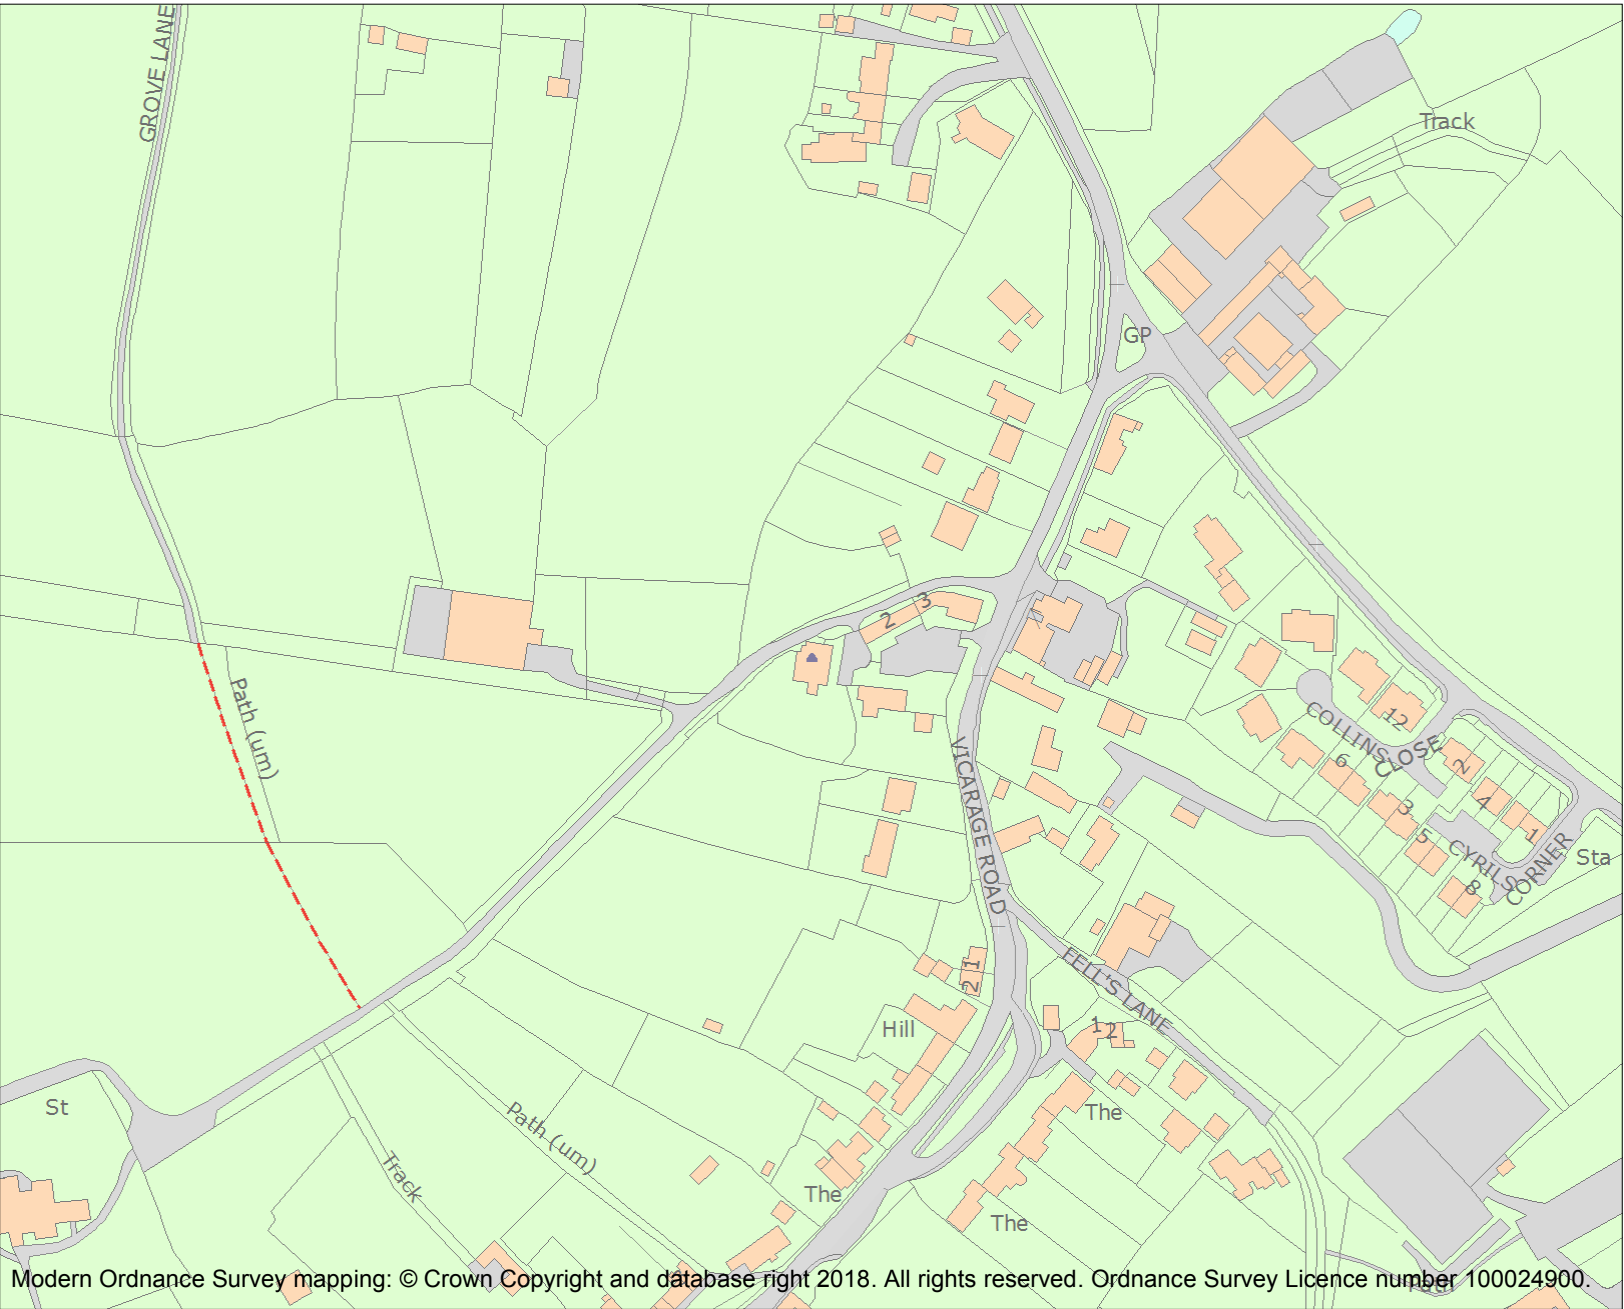 GROVE LANE
Track
GP
3
2
Path (um)
VICARAGE ROAD
COLLINS
CLOSE
12
6
2
4
3
1
5
CYRILS
CORNER
8
Sta
1
2
FELL'S LANE
Hill
1
2
St
The
Path (um)
Track
The
The
Path
Modern Ordnance Survey mapping: © Crown Copyright and database right 2018. All rights reserved. Ordnance Survey Licence number 100024900.